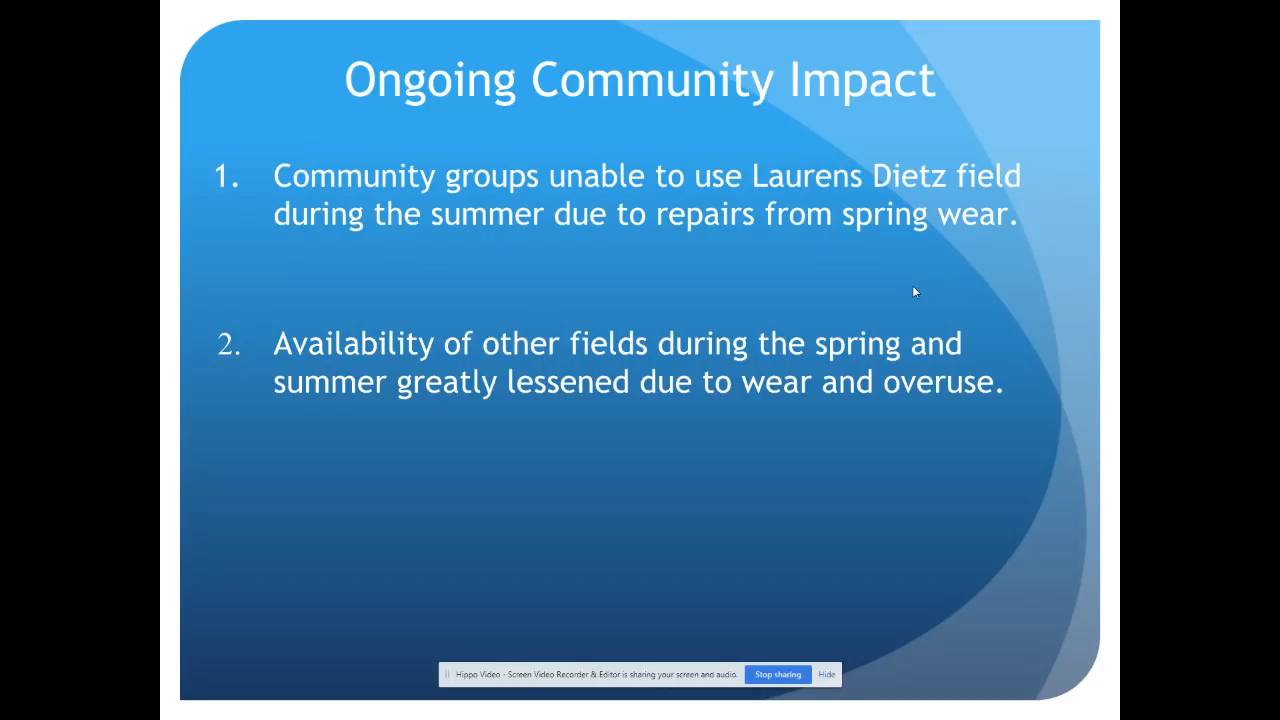 Ongoing Community Impact
1. Community groups unable to use Laurens Dietz field
during the summer due to repairs from spring wear.
2. Availability of other fields during the spring and
summer greatly lessened due to wear and overuse.
Hippo Video - Screen Video Recorder & Editor is sharing your screen and audio. Stop sharing Hide